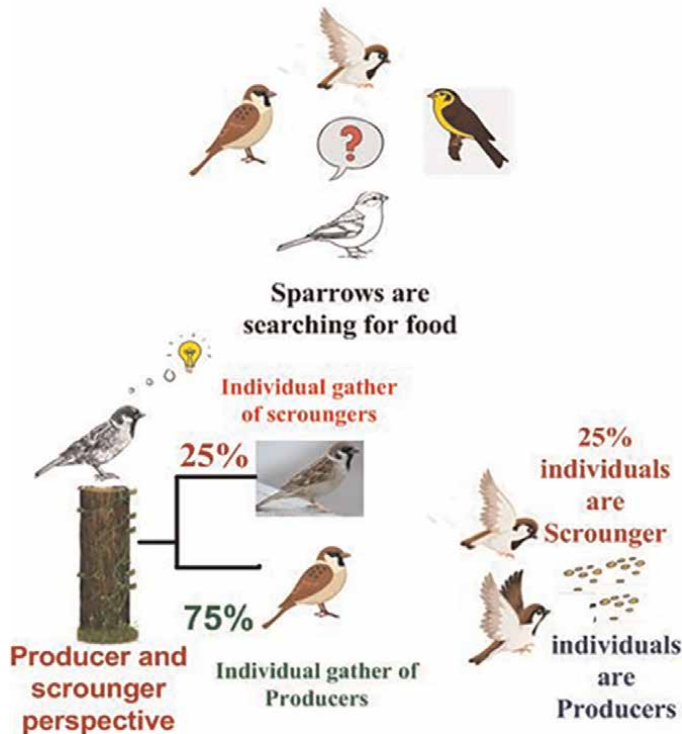 ?
Sparrows are
searching for food
Individual gather
of scroungers
25%
75%
Individual gather of
Producers
Producer and
scrounger
perspective
25%
individuals
are
Scrounger
individuals
are
Producers